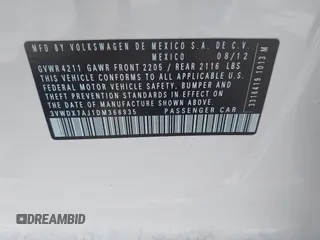 MFD BY VOLKSWAGEN DE MEXICO S.A. DE C.V.
MEXICO 08/12
GVWR 4211 GAWR FRONT 2205 / REAR 2116 LBS
THIS VEHICLE CONFORMS TO ALL APPLICABLE U.S.
FEDERAL MOTOR VEHICLE SAFETY, BUMPER AND THEFT
PREVENTION STANDARDS IN EFFECT ON THE DATE OF
MANUFACTURE SHOWN ABOVE.
3VWDX7AJ1DM366935 PASSENGER CAR
3116419 1013 M
DREAMBID